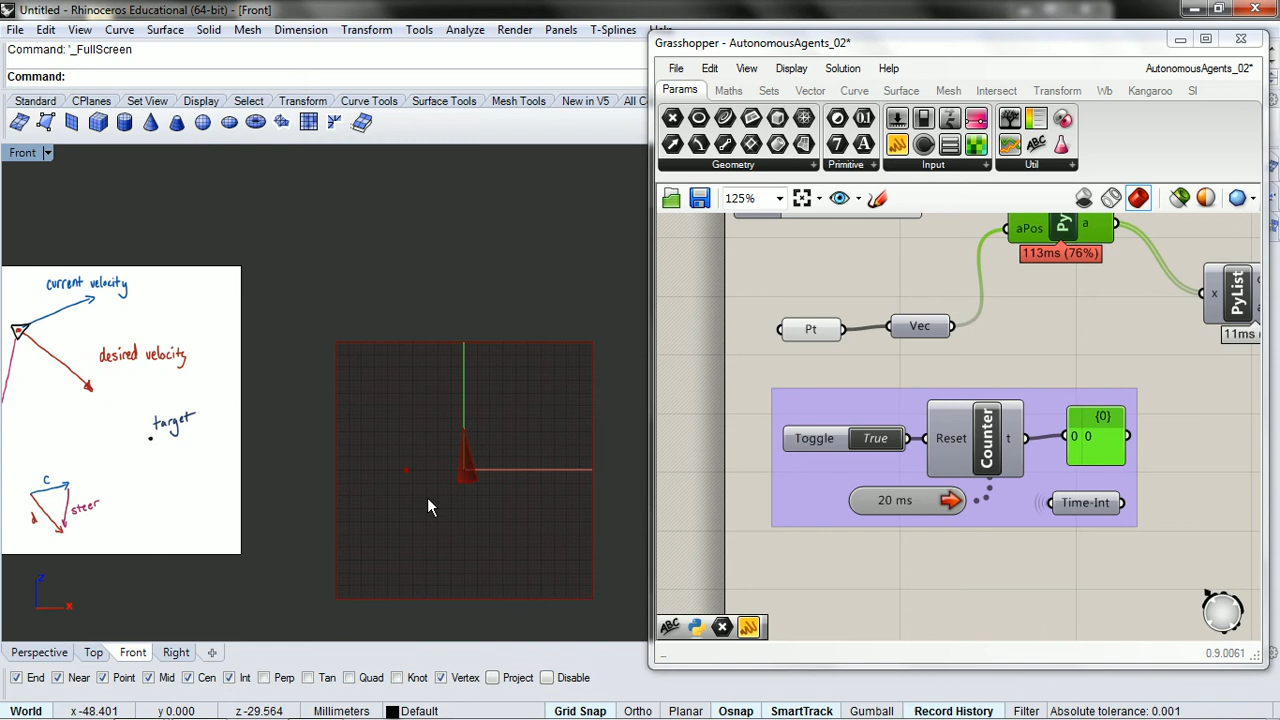 Untitled - Rhinoceros Educational (64-bit) - [Front]
File Edit View Curve Surface Solid Mesh Dimension Transform Tools Analyze Render Panels T-Splines
Command: '_FullScreen
Command:
Standard CPlanes Set View Display Select Transform Curve Tools Surface Tools Mesh Tools New in V5 All C
Front
current velocity
desired velocity
target
c
d
steer
z
x
Perspective Top Front Right
End Near Point Mid Cen Int Perp Tan Quad Knot Vertex Project Disable
World x -48.401 y 0.000 z -29.564 Millimeters Default Grid Snap Ortho Planar Osnap SmartTrack Gumball Record History Filter Absolute tolerance: 0.001
Grasshopper - AutonomousAgents_02*
File Edit View Display Solution Help AutonomousAgents_02*
Params Maths Sets Vector Curve Surface Mesh Intersect Transform Wb Kangaroo SI
Geometry Primitive Input Util
125%
aPos Py a
113ms (76%)
x PyList
11ms
Pt Vec
Toggle True Reset Counter t {0}
0 0
20 ms Time-Int
0.9.0061